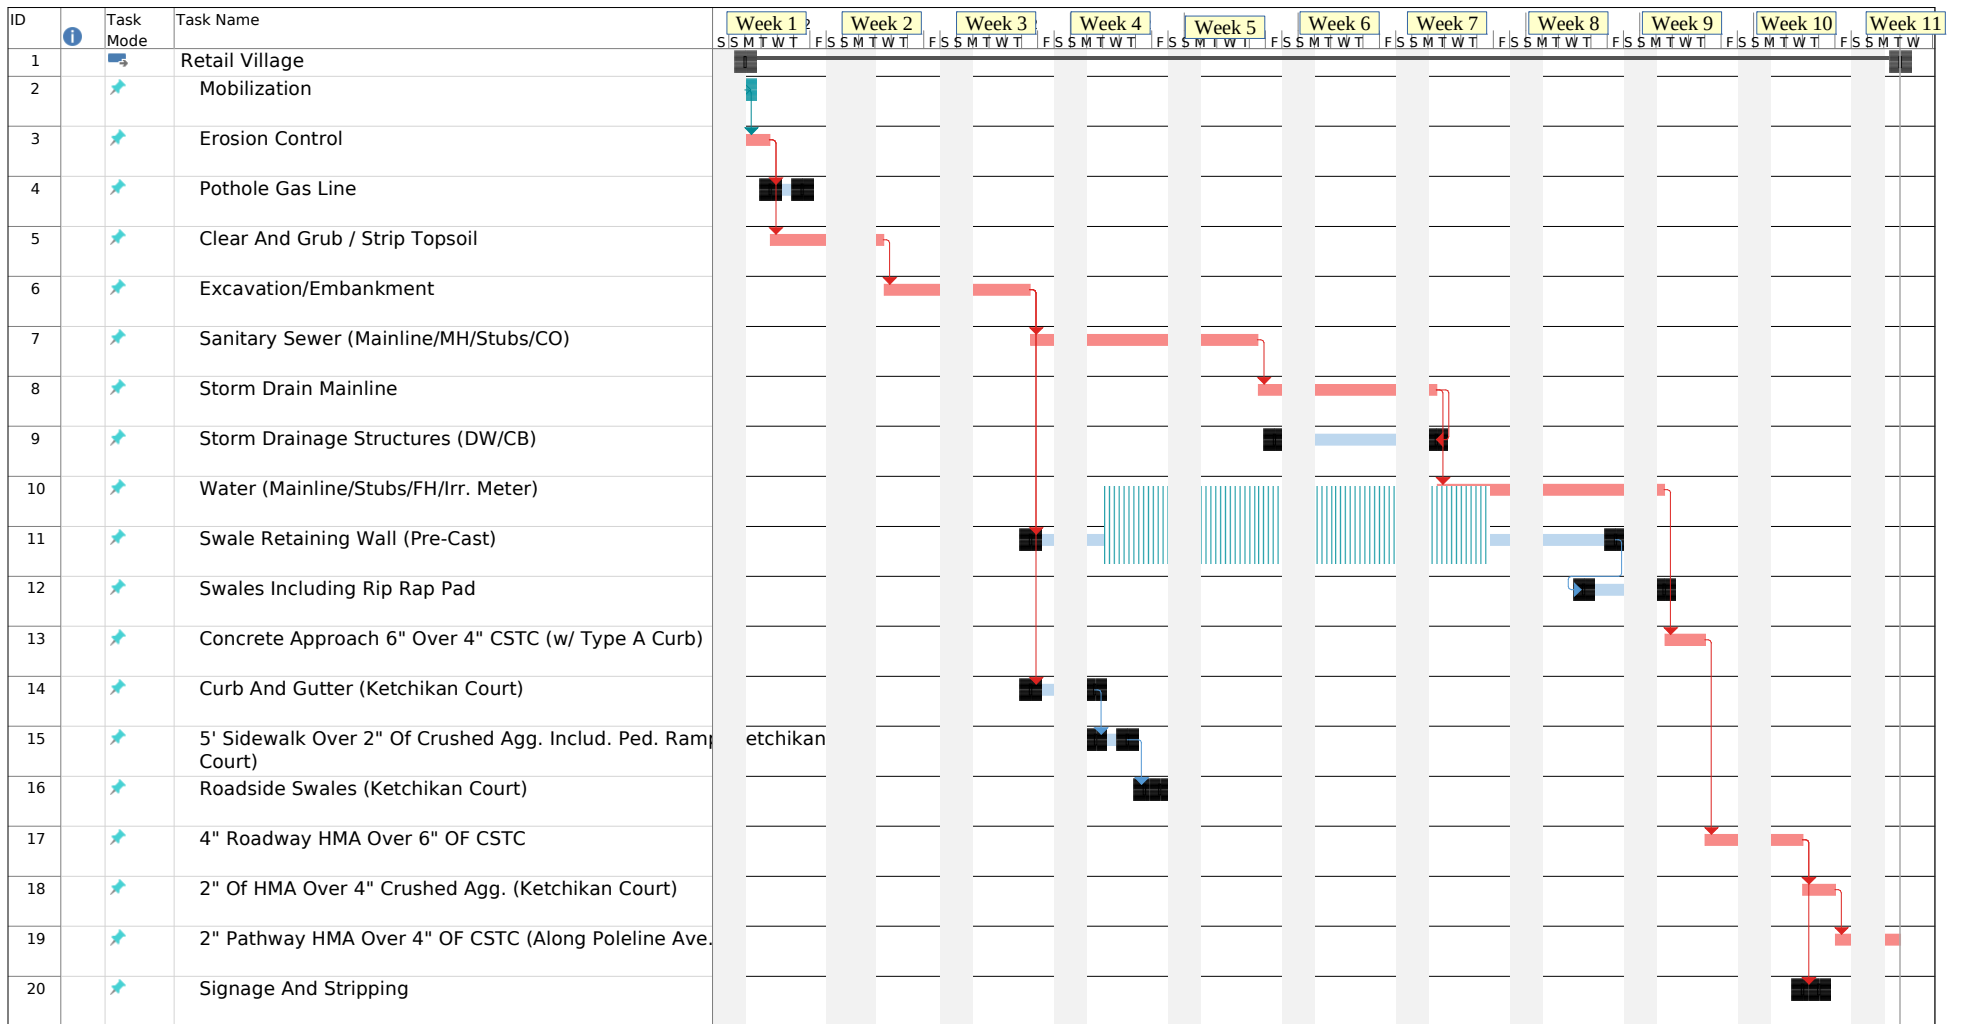 ID Task Mode Task Name Week 1 Week 2 Week 3 Week 4 Week 5 Week 6 Week 7 Week 8 Week 9 Week 10 Week 11
S S M T W T F S S M T W T F S S M T W T F S S M T W T F S S M T W T F S S M T W T F S S M T W T F S S M T W T F S S M T W T F S S M T W T F S S M T W
1 Retail Village
2 Mobilization
3 Erosion Control
4 Pothole Gas Line
5 Clear And Grub / Strip Topsoil
6 Excavation/Embankment
7 Sanitary Sewer (Mainline/MH/Stubs/CO)
8 Storm Drain Mainline
9 Storm Drainage Structures (DW/CB)
10 Water (Mainline/Stubs/FH/Irr. Meter)
11 Swale Retaining Wall (Pre-Cast)
12 Swales Including Rip Rap Pad
13 Concrete Approach 6" Over 4" CSTC (w/ Type A Curb)
14 Curb And Gutter (Ketchikan Court)
15 5' Sidewalk Over 2" Of Crushed Agg. Includ. Ped. Ramp etchikan
Court)
16 Roadside Swales (Ketchikan Court)
17 4" Roadway HMA Over 6" OF CSTC
18 2" Of HMA Over 4" Crushed Agg. (Ketchikan Court)
19 2" Pathway HMA Over 4" OF CSTC (Along Poleline Ave.
20 Signage And Stripping